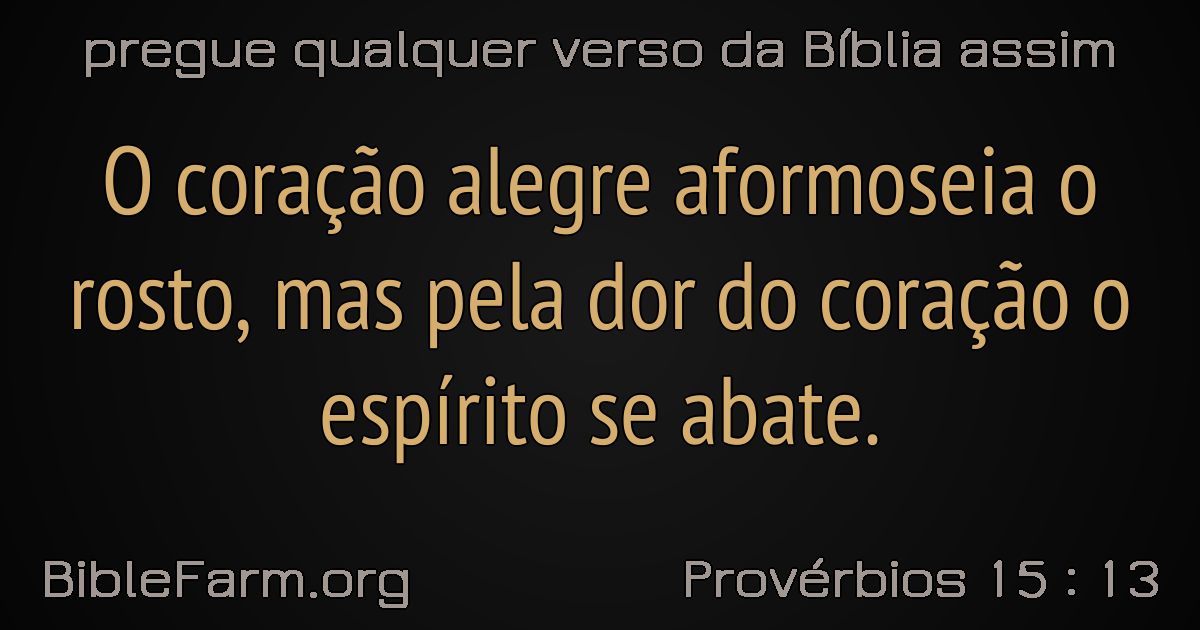 pregue qualquer verso da Bíblia assim
O coração alegre aformoseia o
rosto, mas pela dor do coração o
espírito se abate.
BibleFarm.org
Provérbios 15 : 13